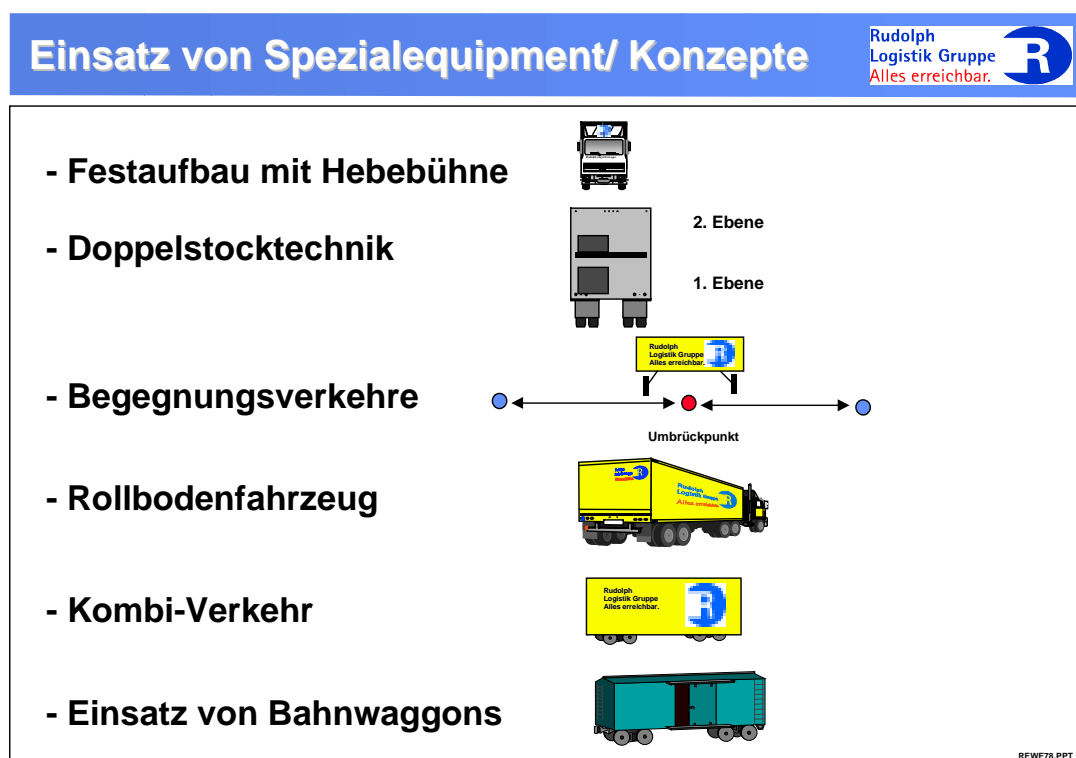 Einsatz von Spezialequipment/ Konzepte
Rudolph
Logistik Gruppe
Alles erreichbar.
R
- Festaufbau mit Hebebühne
- Doppelstocktechnik
2. Ebene
1. Ebene
Rudolph
Logistik Gruppe
Alles erreichbar.
R
- Begegnungsverkehre
Umbrückpunkt
- Rollbodenfahrzeug
Rudolph
Logistik Gruppe
Alles erreichbar.
R
- Kombi-Verkehr
Rudolph
Logistik Gruppe
Alles erreichbar.
R
- Einsatz von Bahnwaggons
REWE78.PPT